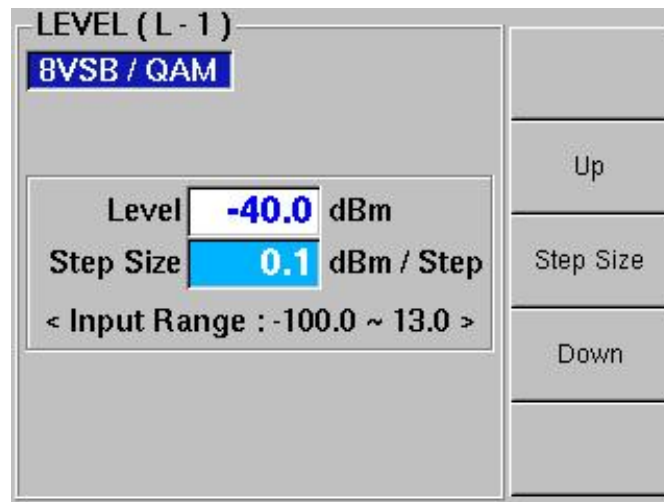 LEVEL ( L - 1 )
8VSB / QAM
Level -40.0 dBm
Step Size 0.1 dBm / Step
< Input Range : -100.0 ~ 13.0 >
Up
Step Size
Down